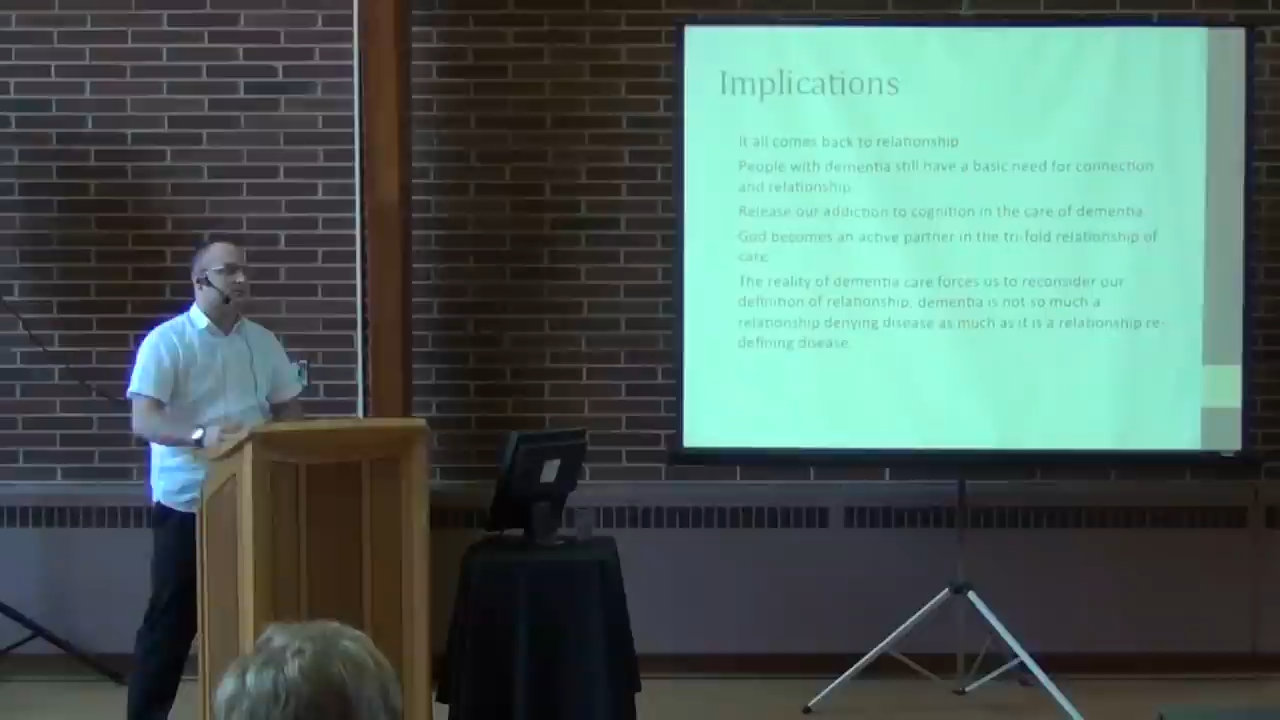 Implications
It all comes back to relationship
People with dementia still have a basic need for connection
and relationship
Release our addiction to cognition in the care of dementia
God becomes an active partner in the tri-fold relationship of
care
The reality of dementia care forces us to reconsider our
definition of relationship, dementia is not so much a
relationship denying disease as much as it is a relationship re-
defining disease.